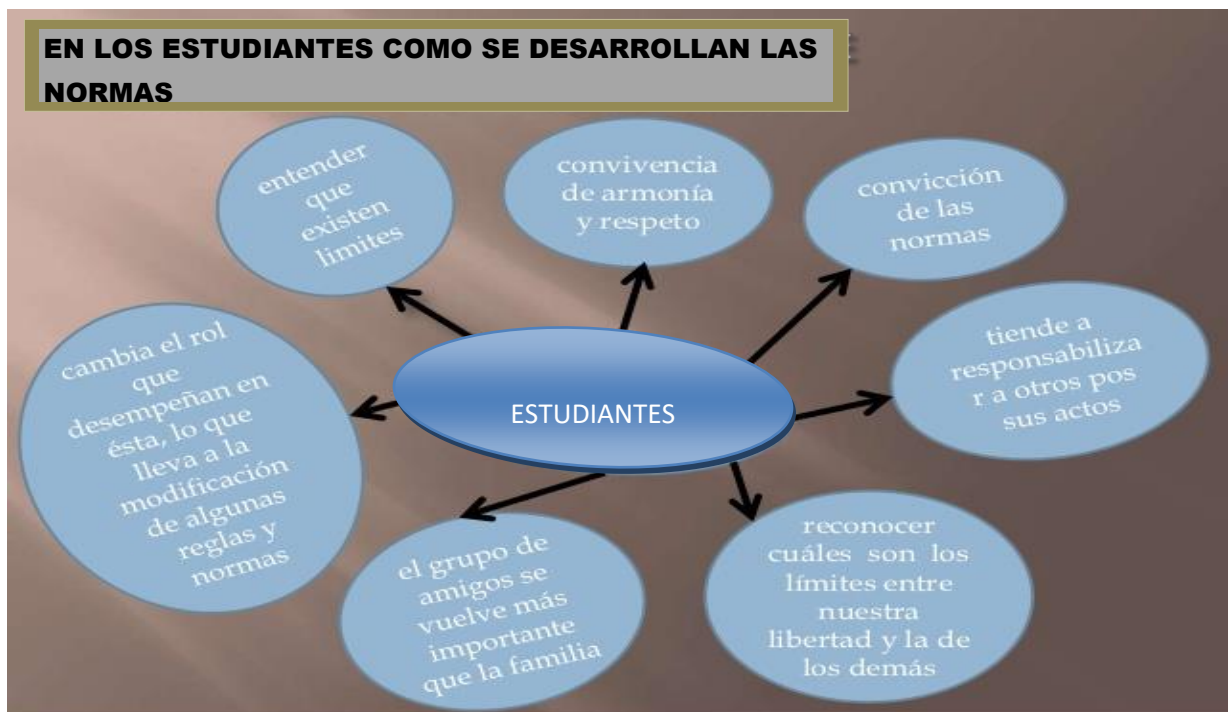 EN LOS ESTUDIANTES COMO SE DESARROLLAN LAS
NORMAS
entender
que
existen
limites
convivencia
de armonía
y respeto
convicción
de las
normas
tiende a
responsabiliza
r a otros pos
sus actos
ESTUDIANTES
cambia el rol
que
desempeñan en
ésta, lo que
lleva a la
modificación
de algunas
reglas y
normas
el grupo de
amigos se
vuelve más
importante
que la familia
reconocer
cuáles son los
límites entre
nuestra
libertad y la de
los demás